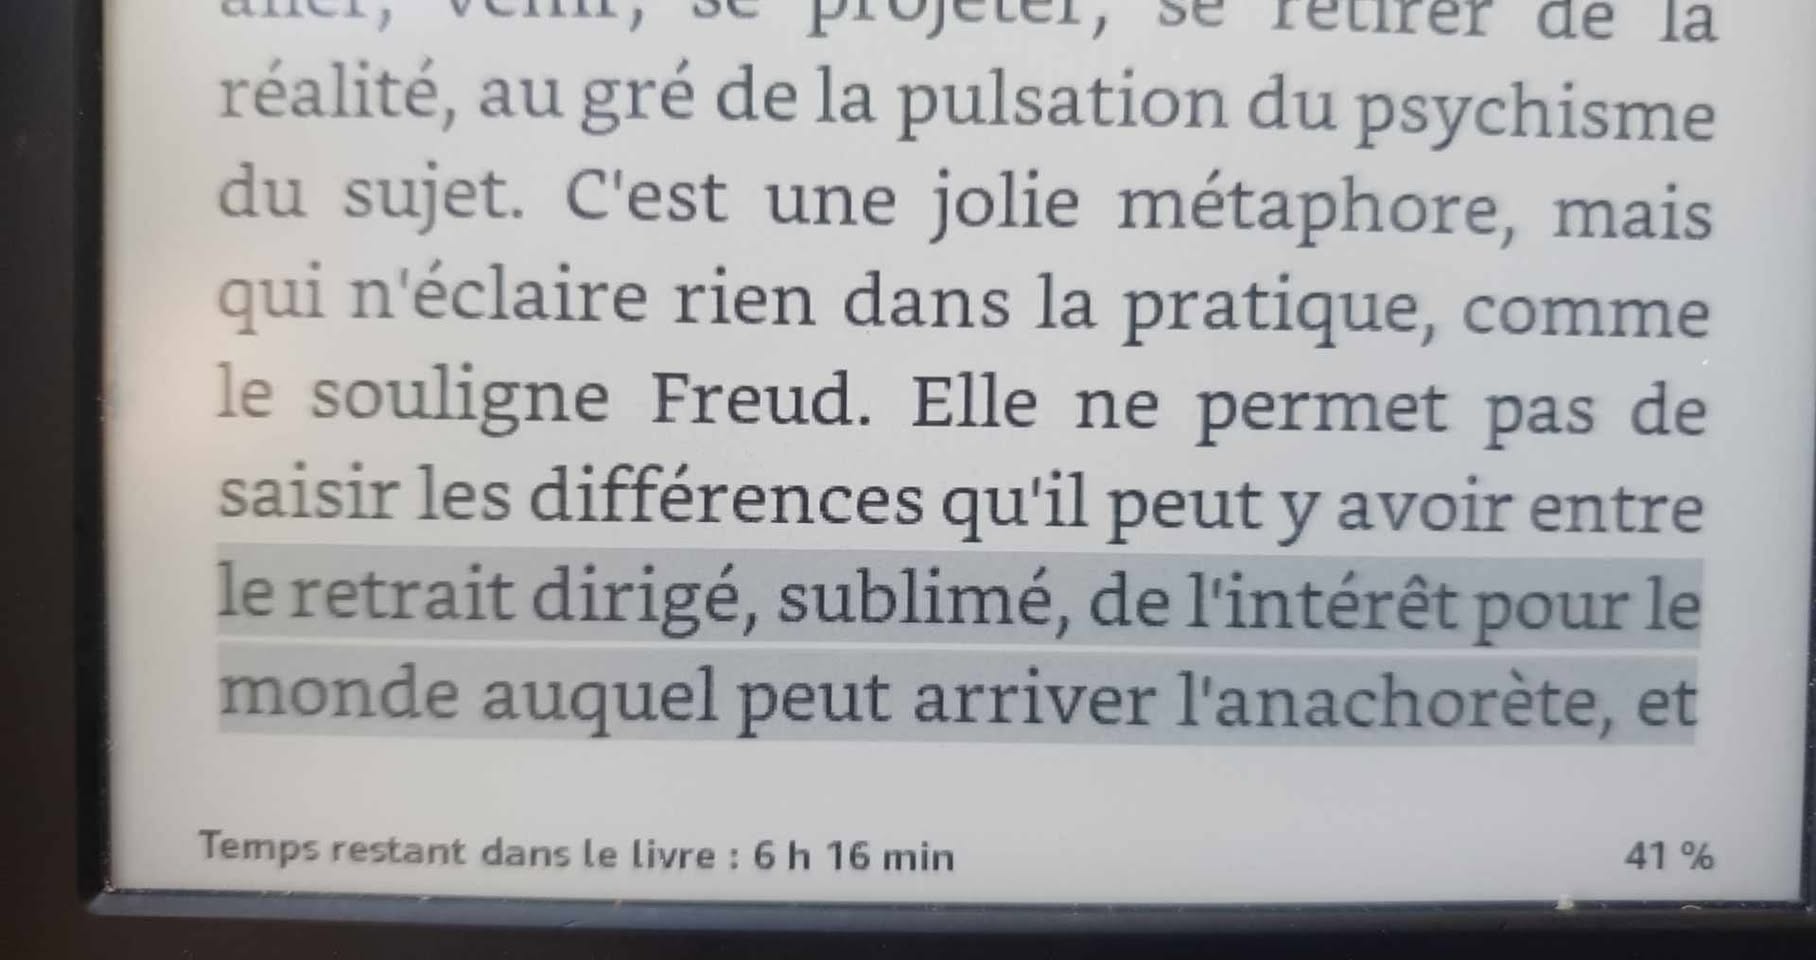 aller, venir, se projeter, se retirer de la
réalité, au gré de la pulsation du psychisme
du sujet. C'est une jolie métaphore, mais
qui n'éclaire rien dans la pratique, comme
le souligne Freud. Elle ne permet pas de
saisir les différences qu'il peut y avoir entre
le retrait dirigé, sublimé, de l'intérêt pour le
monde auquel peut arriver l'anachorète, et
Temps restant dans le livre : 6 h 16 min 41 %